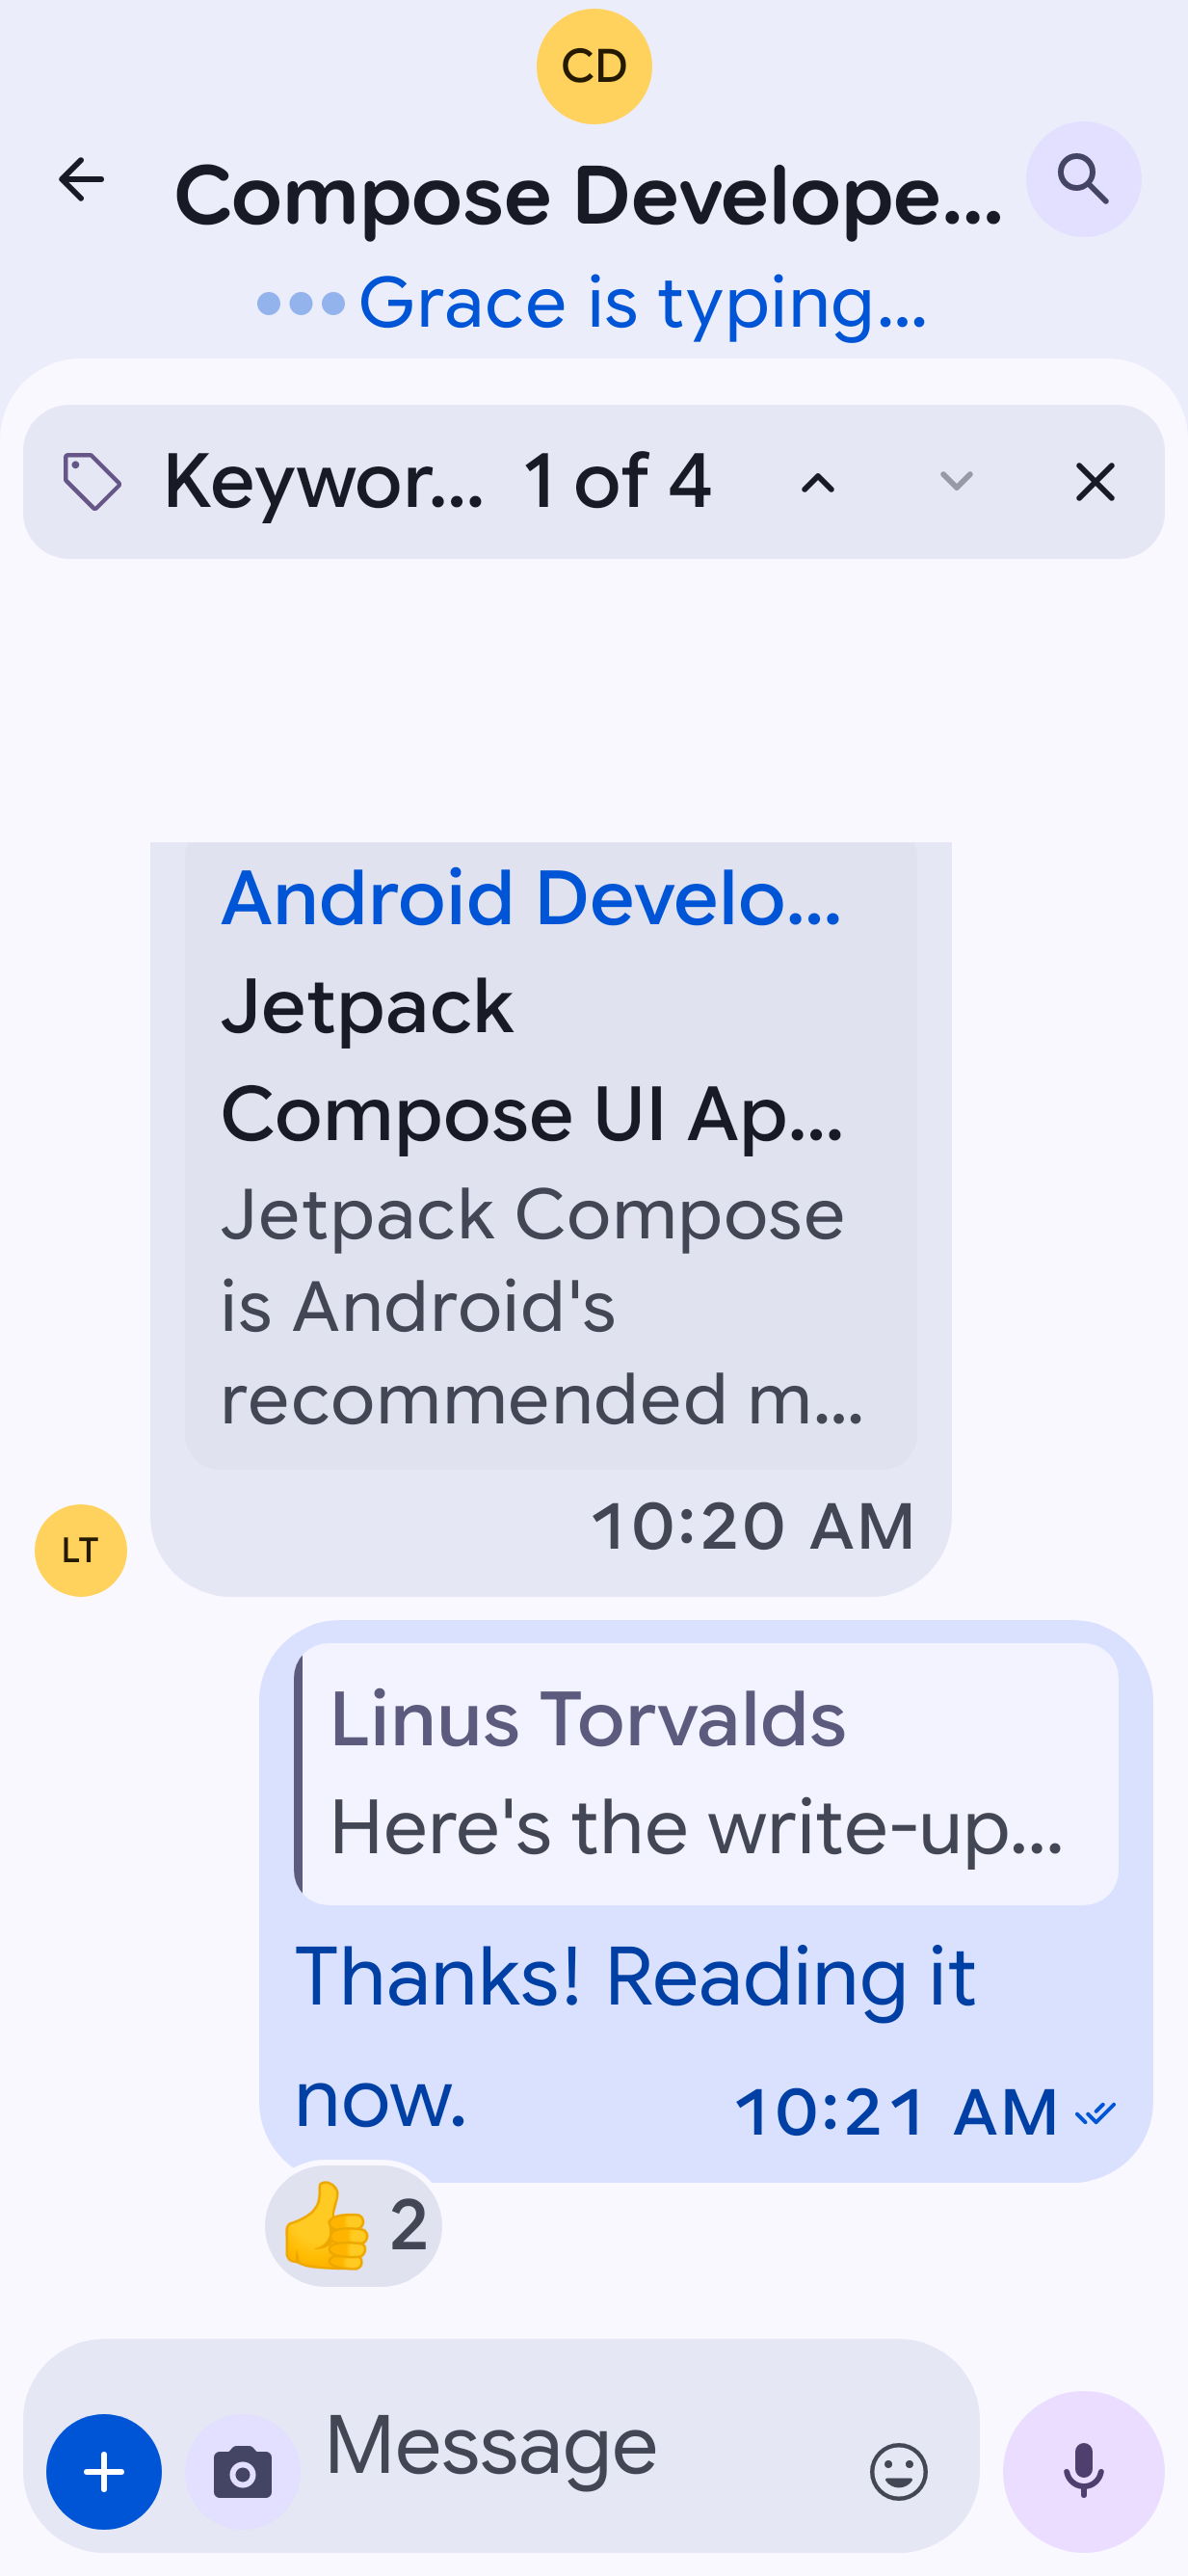 CD
Compose Develope...
Grace is typing...
Keywor... 1 of 4
Android Develo...
Jetpack
Compose UI Ap...
Jetpack Compose
is Android's
recommended m...
10:20 AM
LT
Linus Torvalds
Here's the write-up...
Thanks! Reading it
now.
10:21 AM
2
Message